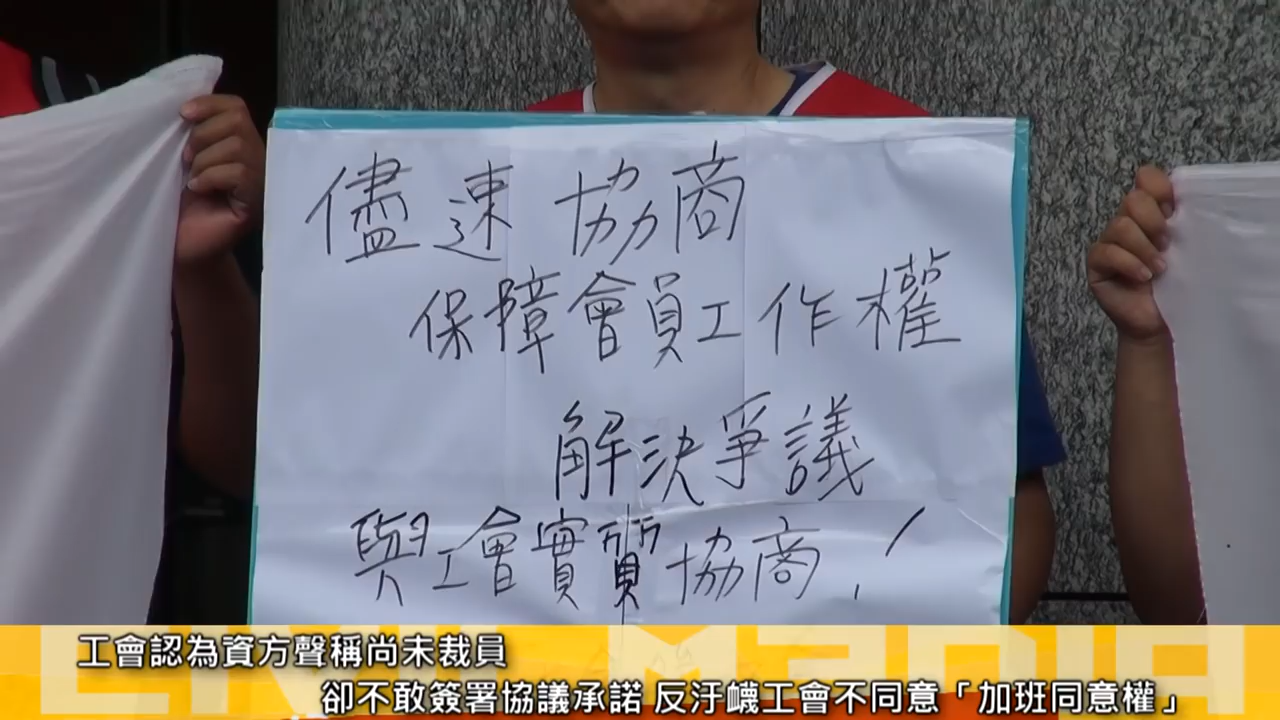 儘速協商
保障會員工作權
解決爭議
與工會實質協商！
工會認為資方聲稱尚未裁員
卻不敢簽署協議承諾 反汙衊工會不同意「加班同意權」